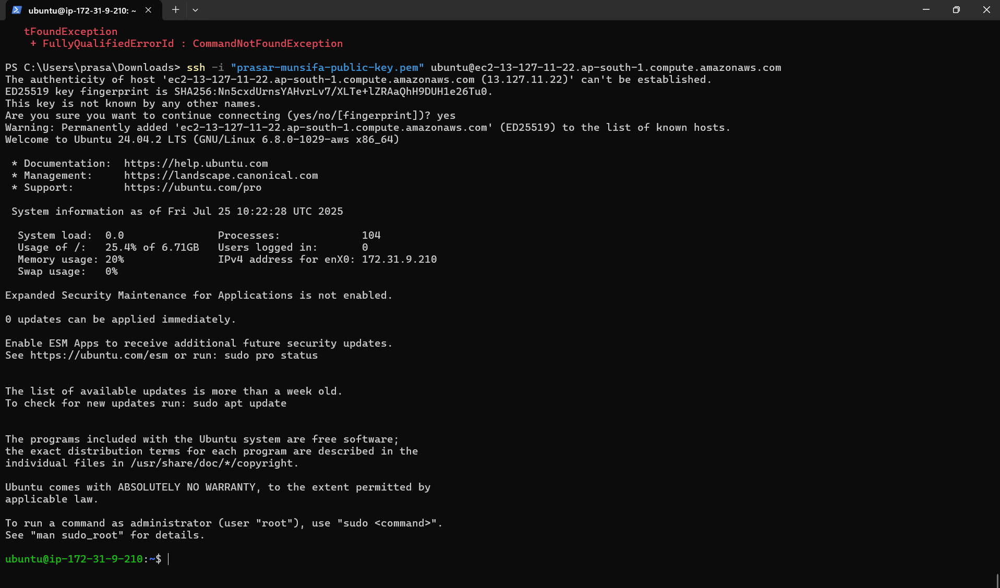 ubuntu@ip-172-31-9-210: ~
tFoundException
+ FullyQualifiedErrorId : CommandNotFoundException
PS C:\Users\prasa\Downloads> ssh -i "prasar-munsifa-public-key.pem" ubuntu@ec2-13-127-11-22.ap-south-1.compute.amazonaws.com
The authenticity of host 'ec2-13-127-11-22.ap-south-1.compute.amazonaws.com (13.127.11.22)' can't be established.
ED25519 key fingerprint is SHA256:Nn5cxdUrnsYAHvrLv7/XLTe+lZRAaQhH9DUH1e26Tu0.
This key is not known by any other names.
Are you sure you want to continue connecting (yes/no/[fingerprint])? yes
Warning: Permanently added 'ec2-13-127-11-22.ap-south-1.compute.amazonaws.com' (ED25519) to the list of known hosts.
Welcome to Ubuntu 24.04.2 LTS (GNU/Linux 6.8.0-1029-aws x86_64)
* Documentation:  https://help.ubuntu.com
* Management:     https://landscape.canonical.com
* Support:        https://ubuntu.com/pro
System information as of Fri Jul 25 10:22:28 UTC 2025
System load:  0.0               Processes:             104
Usage of /:   25.4% of 6.71GB   Users logged in:       0
Memory usage: 20%               IPv4 address for enX0: 172.31.9.210
Swap usage:   0%
Expanded Security Maintenance for Applications is not enabled.
0 updates can be applied immediately.
Enable ESM Apps to receive additional future security updates.
See https://ubuntu.com/esm or run: sudo pro status
The list of available updates is more than a week old.
To check for new updates run: sudo apt update
The programs included with the Ubuntu system are free software;
the exact distribution terms for each program are described in the
individual files in /usr/share/doc/*/copyright.
Ubuntu comes with ABSOLUTELY NO WARRANTY, to the extent permitted by
applicable law.
To run a command as administrator (user "root"), use "sudo <command>".
See "man sudo_root" for details.
ubuntu@ip-172-31-9-210:~$